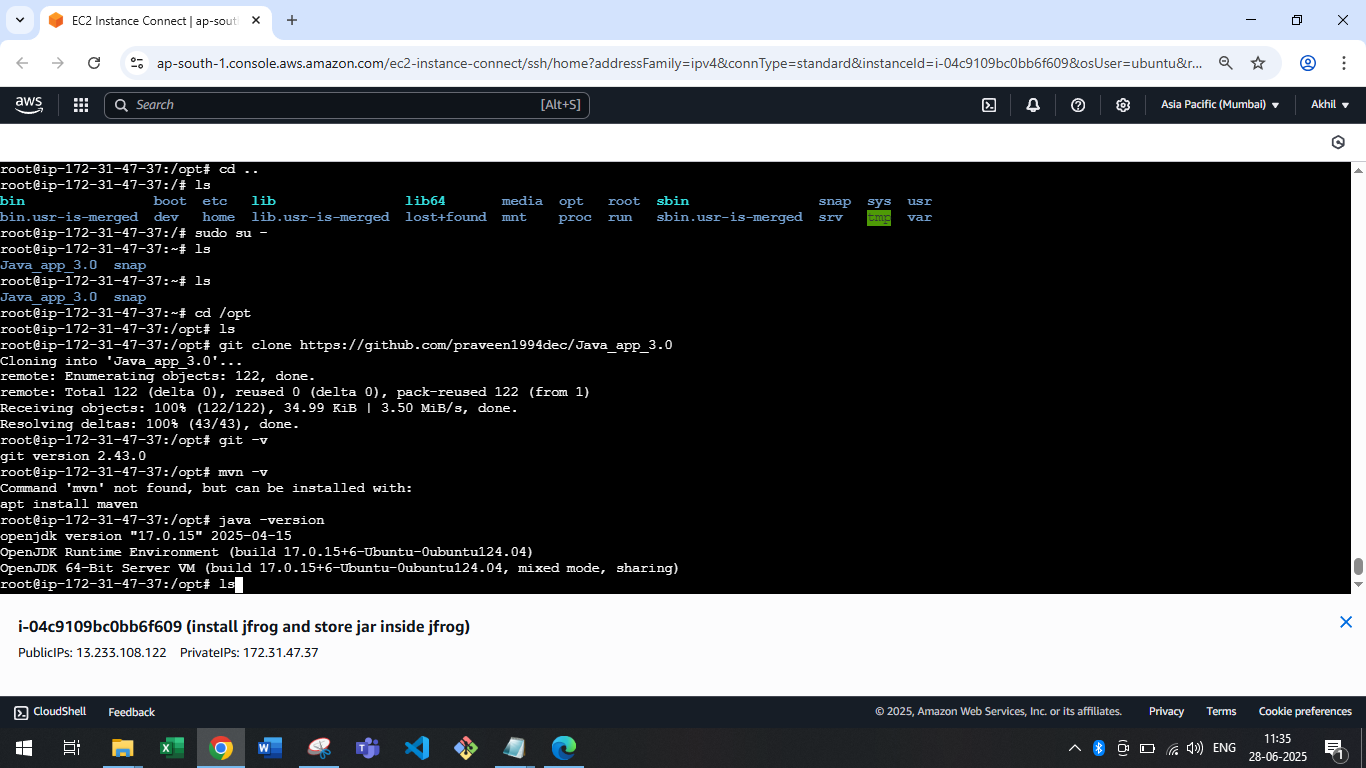 EC2 Instance Connect | ap-sout
ap-south-1.console.aws.amazon.com/ec2-instance-connect/ssh/home?addressFamily=ipv4&connType=standard&instanceId=i-04c9109bc0bb6f609&osUser=ubuntu&r...
aws Search [Alt+S] Asia Pacific (Mumbai) Akhil
root@ip-172-31-47-37:/opt# cd ..
root@ip-172-31-47-37:/# ls
bin boot etc lib lib64 media opt root sbin snap sys usr
bin.usr-is-merged dev home lib.usr-is-merged lost+found mnt proc run sbin.usr-is-merged srv tmp var
root@ip-172-31-47-37:/# sudo su -
root@ip-172-31-47-37:~# ls
Java_app_3.0 snap
root@ip-172-31-47-37:~# ls
Java_app_3.0 snap
root@ip-172-31-47-37:~# cd /opt
root@ip-172-31-47-37:/opt# ls
root@ip-172-31-47-37:/opt# git clone https://github.com/praveen1994dec/Java_app_3.0
Cloning into 'Java_app_3.0'...
remote: Enumerating objects: 122, done.
remote: Total 122 (delta 0), reused 0 (delta 0), pack-reused 122 (from 1)
Receiving objects: 100% (122/122), 34.99 KiB | 3.50 MiB/s, done.
Resolving deltas: 100% (43/43), done.
root@ip-172-31-47-37:/opt# git -v
git version 2.43.0
root@ip-172-31-47-37:/opt# mvn -v
Command 'mvn' not found, but can be installed with:
apt install maven
root@ip-172-31-47-37:/opt# java -version
openjdk version "17.0.15" 2025-04-15
OpenJDK Runtime Environment (build 17.0.15+6-Ubuntu-0ubuntu124.04)
OpenJDK 64-Bit Server VM (build 17.0.15+6-Ubuntu-0ubuntu124.04, mixed mode, sharing)
root@ip-172-31-47-37:/opt# ls
i-04c9109bc0bb6f609 (install jfrog and store jar inside jfrog)
PublicIPs: 13.233.108.122 PrivateIPs: 172.31.47.37
CloudShell Feedback © 2025, Amazon Web Services, Inc. or its affiliates. Privacy Terms Cookie preferences
ENG 11:35
28-06-2025 1